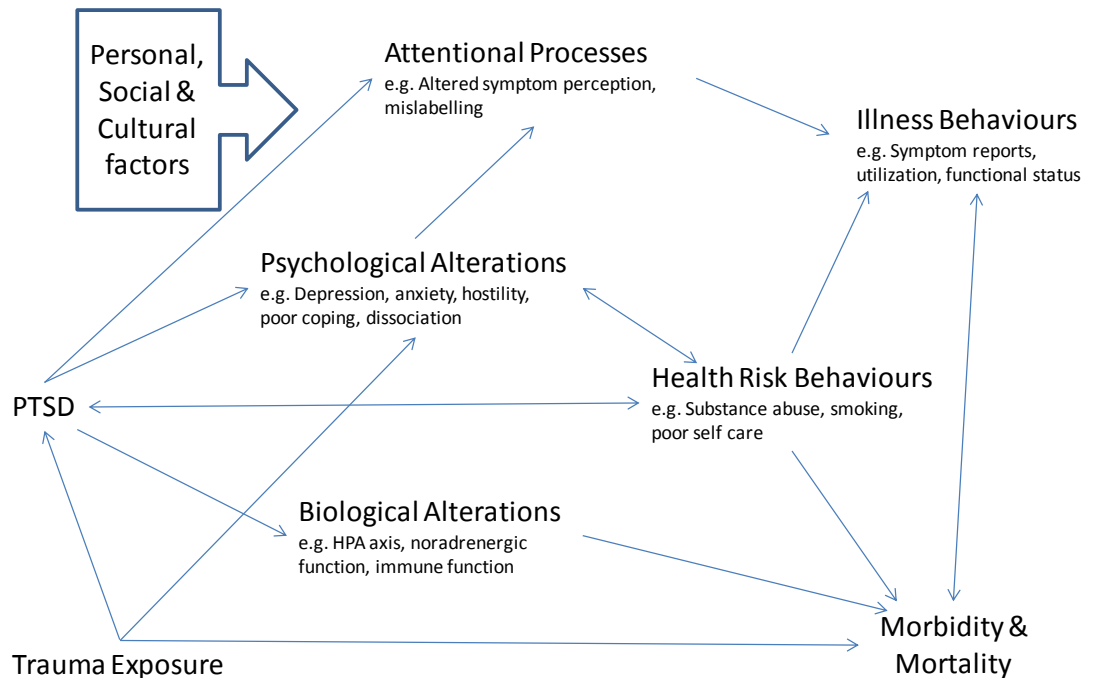 Personal,
Social &
Cultural
factors
Attentional Processes
e.g. Altered symptom perception,
mislabelling
Illness Behaviours
e.g. Symptom reports,
utilization, functional status
Psychological Alterations
e.g. Depression, anxiety, hostility,
poor coping, dissociation
Health Risk Behaviours
e.g. Substance abuse, smoking,
poor self care
PTSD
Biological Alterations
e.g. HPA axis, noradrenergic
function, immune function
Morbidity &
Mortality
Trauma Exposure